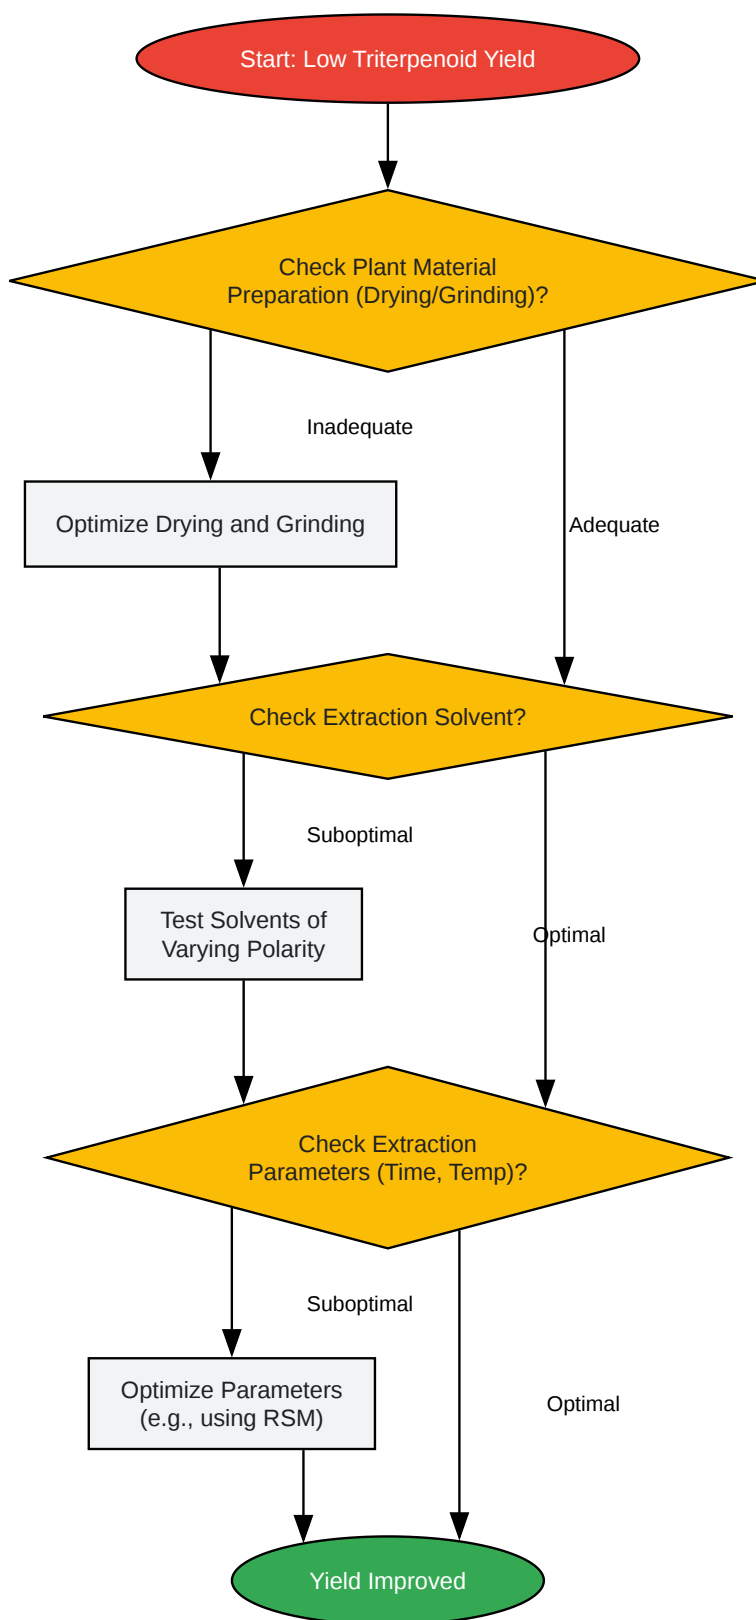 Start: Low Triterpenoid Yield
Check Plant Material
Preparation (Drying/Grinding)?
Inadequate
Optimize Drying and Grinding
Adequate
Check Extraction Solvent?
Suboptimal
Test Solvents of
Varying Polarity
Optimal
Check Extraction
Parameters (Time, Temp)?
Suboptimal
Optimize Parameters
(e.g., using RSM)
Optimal
Yield Improved